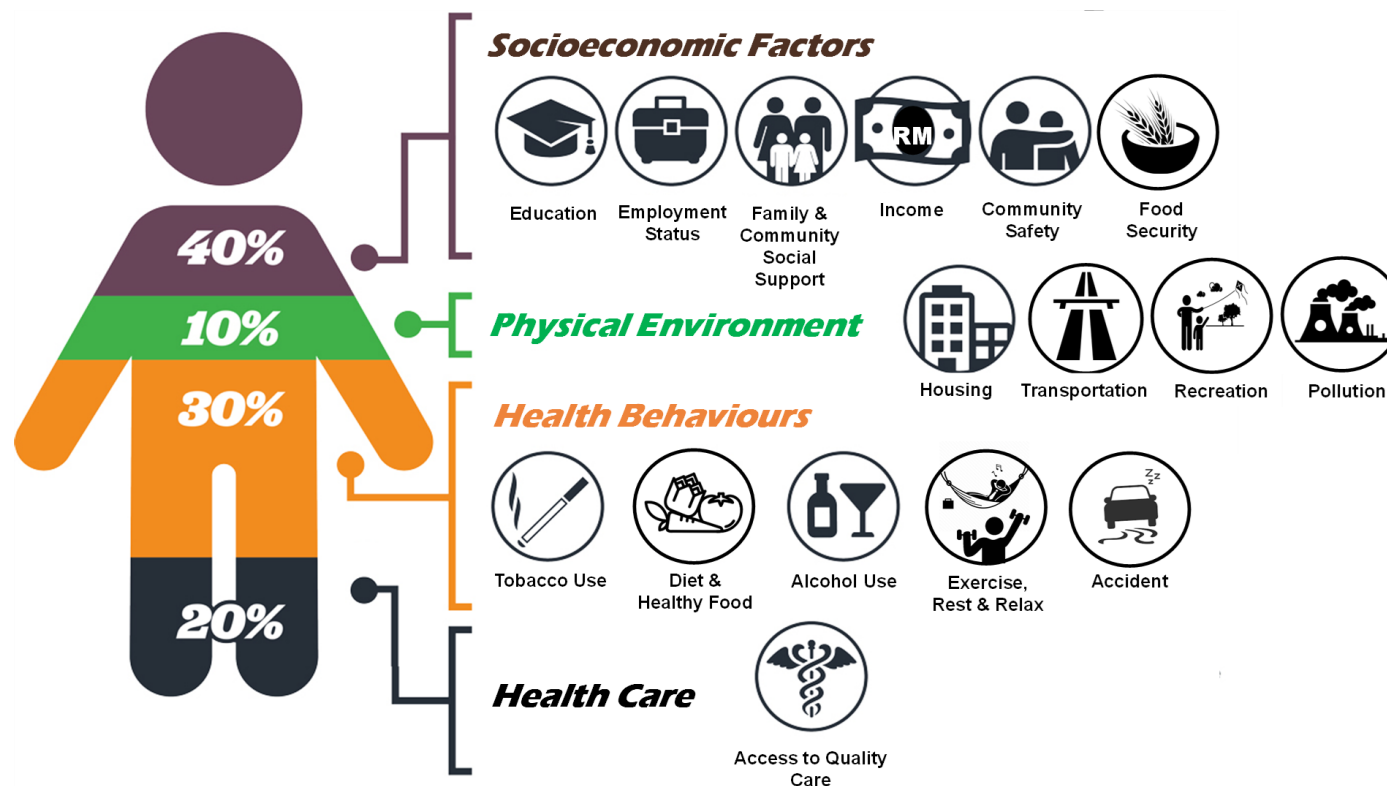 Socioeconomic Factors
RM
Education
Employment
Status
Family &
Community
Social
Support
Income
Community
Safety
Food
Security
40%
10%
Physical Environment
Housing
Transportation
Recreation
Pollution
30%
Health Behaviours
zzz
Tobacco Use
Diet &
Healthy Food
Alcohol Use
Exercise,
Rest & Relax
Accident
20%
Health Care
Access to Quality
Care